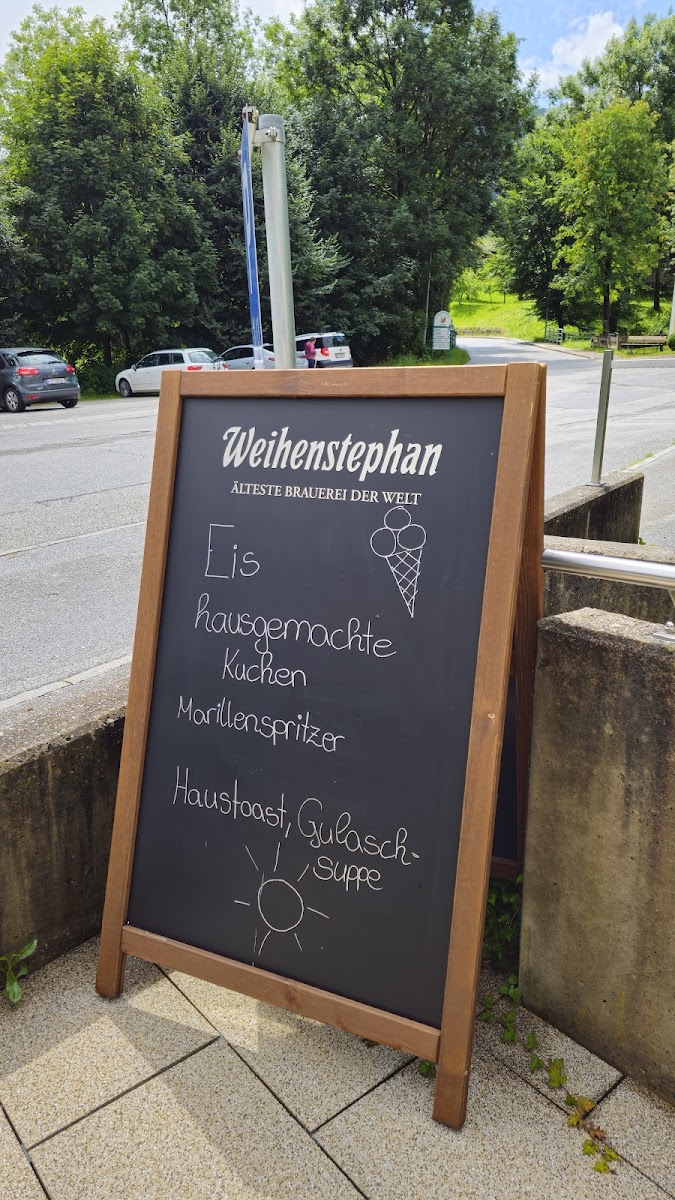 Weihenstephan
ÄLTESTE BRAUEREI DER WELT
Eis
hausgemachte
Kuchen
Marillenspritzer
Haustoast, Gulasch-
suppe